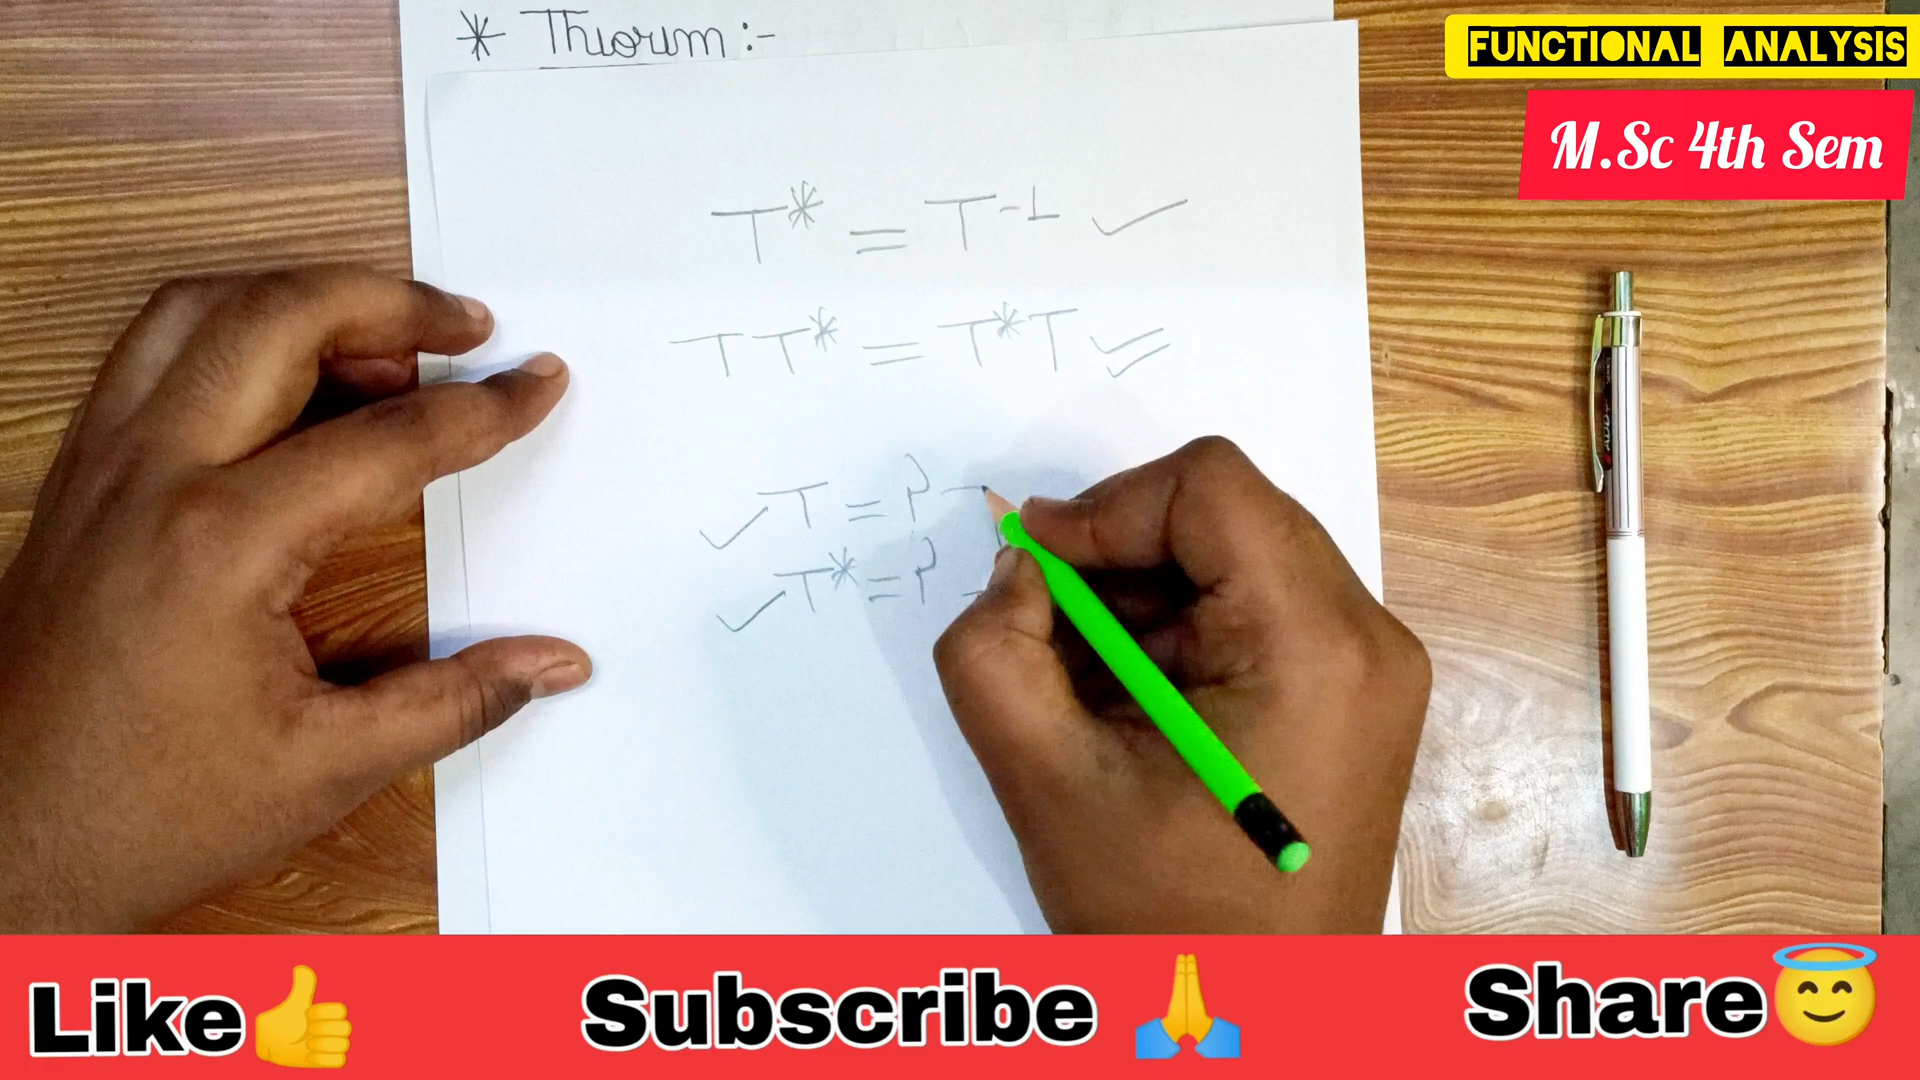 * Thiorum :-
FUNCTIONAL ANALYSIS
M.Sc 4th Sem
T* = T-1 ✓
TT* = T*T ✓
✓ T = ?
✓ T* = ?
Like👍
Subscribe 🙏
Share😇